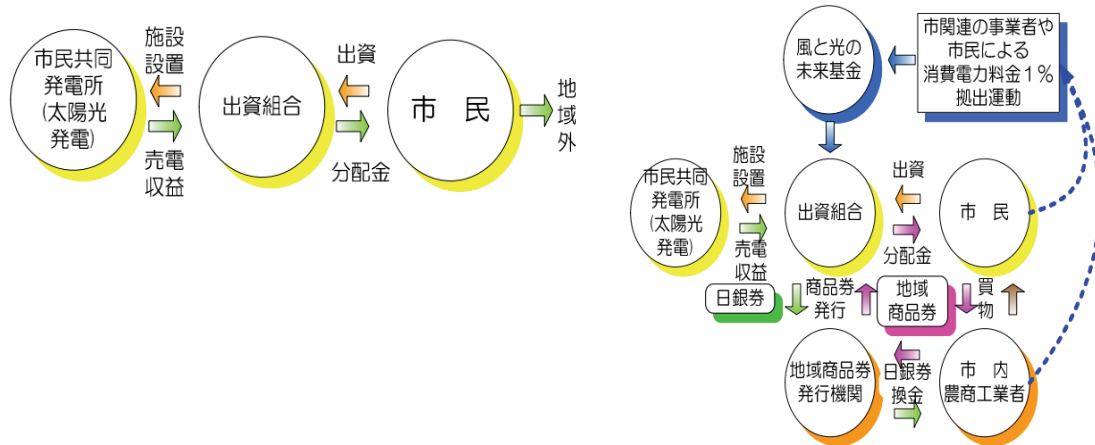 市民共同
発電所
(太陽光
発電)
施設
設置
売電
収益
出資組合
出資
分配金
市　民
地
域
外
風と光の
未来基金
市関連の事業者や
市民による
消費電力料金１％
拠出運動
市民共同
発電所
(太陽光
発電)
施設
設置
売電
収益
出資組合
出資
分配金
市　民
日銀券
商品券
発行
地域
商品券
買
物
地域商品券
発行機関
日銀券
換金
市　内
農商工業者